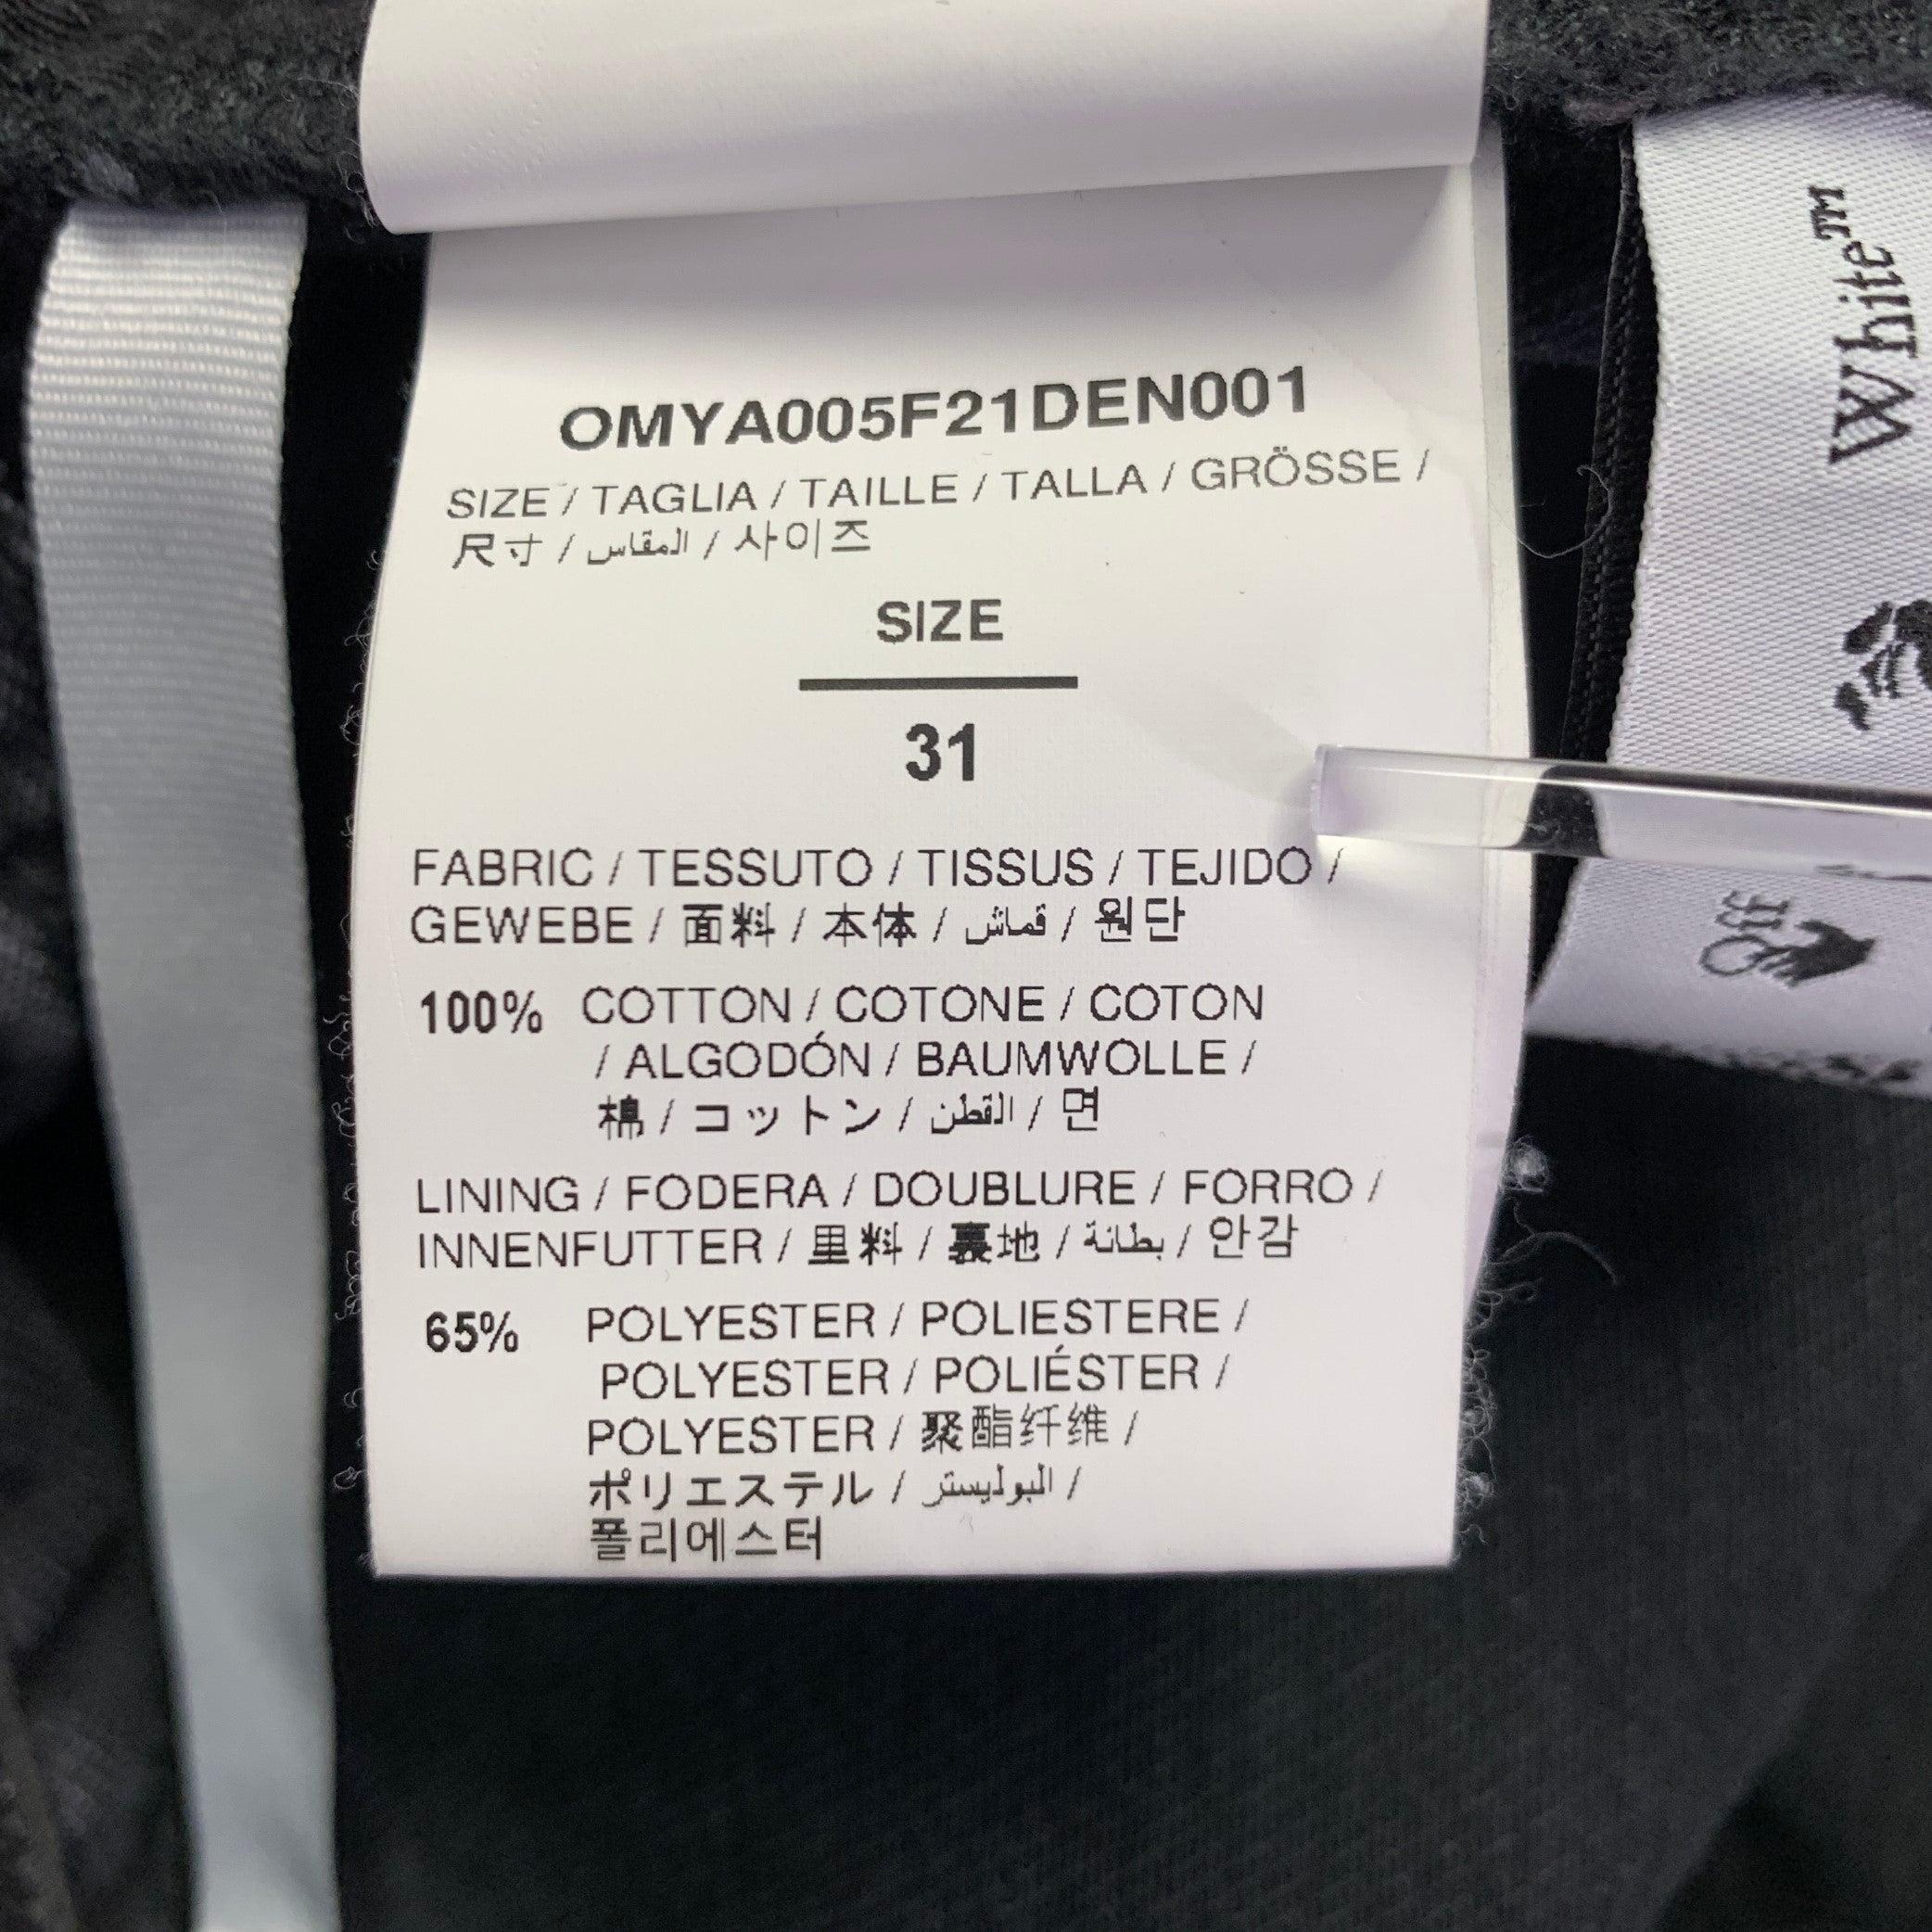 OMYA005F21DEN001
SIZE / TAGLIA / TAILLE / TALLA / GRÖSSE /
尺寸 / المقاس / 사이즈
SIZE
31
FABRIC / TESSUTO / TISSUS / TEJIDO /
GEWEBE / 面料 / 本体 / قماش / 원단
100% COTTON / COTONE / COTON
/ ALGODÓN / BAUMWOLLE /
棉 / コットン / القطن / 면
LINING / FODERA / DOUBLURE / FORRO /
INNENFUTTER / 里料 / 裏地 / بطانة / 안감
65% POLYESTER / POLIESTERE /
POLYESTER / POLIÉSTER /
POLYESTER / 聚酯纤维 /
ポリエステル / البوليستر /
폴리에스터
Off
White™